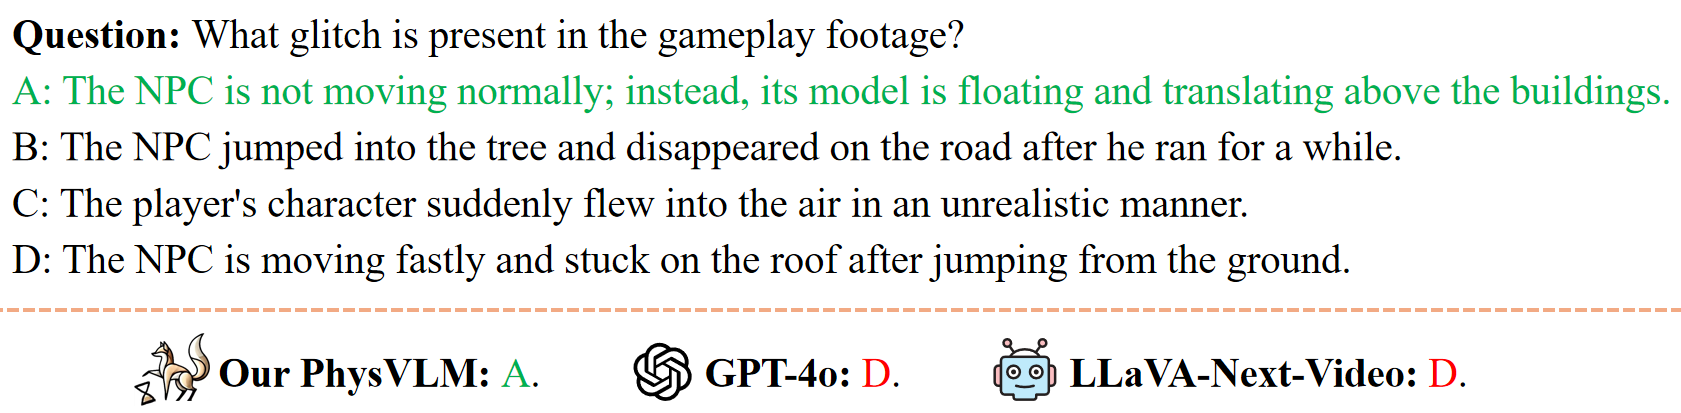 Question: What glitch is present in the gameplay footage?
A: The NPC is not moving normally; instead, its model is floating and translating above the buildings.
B: The NPC jumped into the tree and disappeared on the road after he ran for a while.
C: The player's character suddenly flew into the air in an unrealistic manner.
D: The NPC is moving fastly and stuck on the roof after jumping from the ground.
Our PhysVLM: A. GPT-4o: D. LLaVA-Next-Video: D.